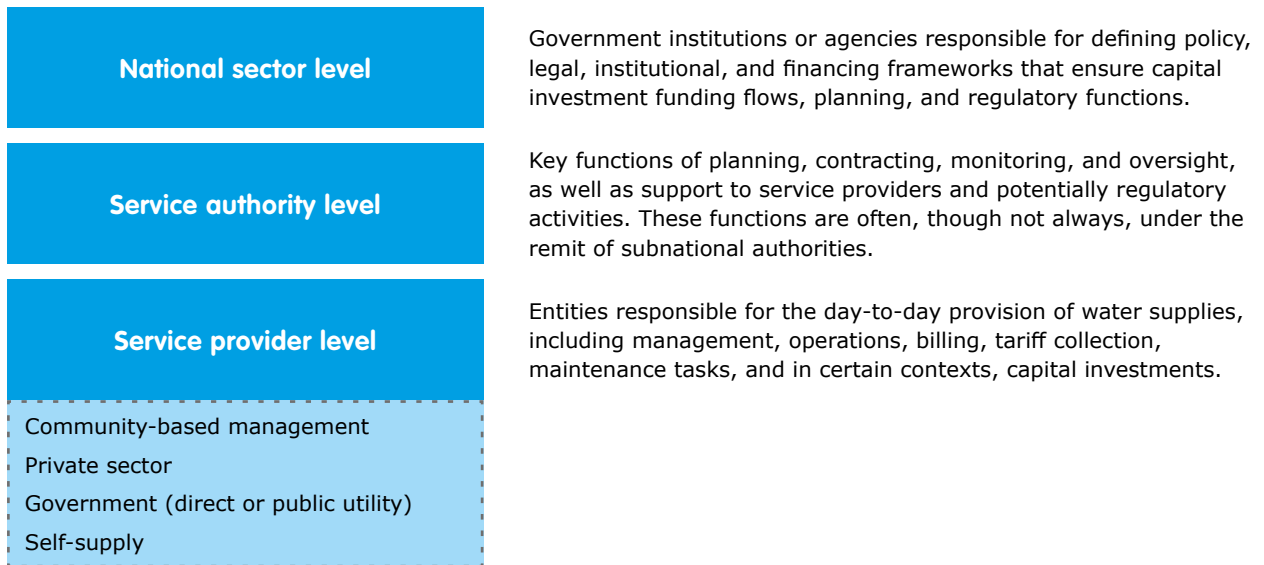 National sector level
Government institutions or agencies responsible for defining policy,
legal, institutional, and financing frameworks that ensure capital
investment funding flows, planning, and regulatory functions.
Service authority level
Key functions of planning, contracting, monitoring, and oversight,
as well as support to service providers and potentially regulatory
activities. These functions are often, though not always, under the
remit of subnational authorities.
Service provider level
Entities responsible for the day-to-day provision of water supplies,
including management, operations, billing, tariff collection,
maintenance tasks, and in certain contexts, capital investments.
Community-based management
Private sector
Government (direct or public utility)
Self-supply